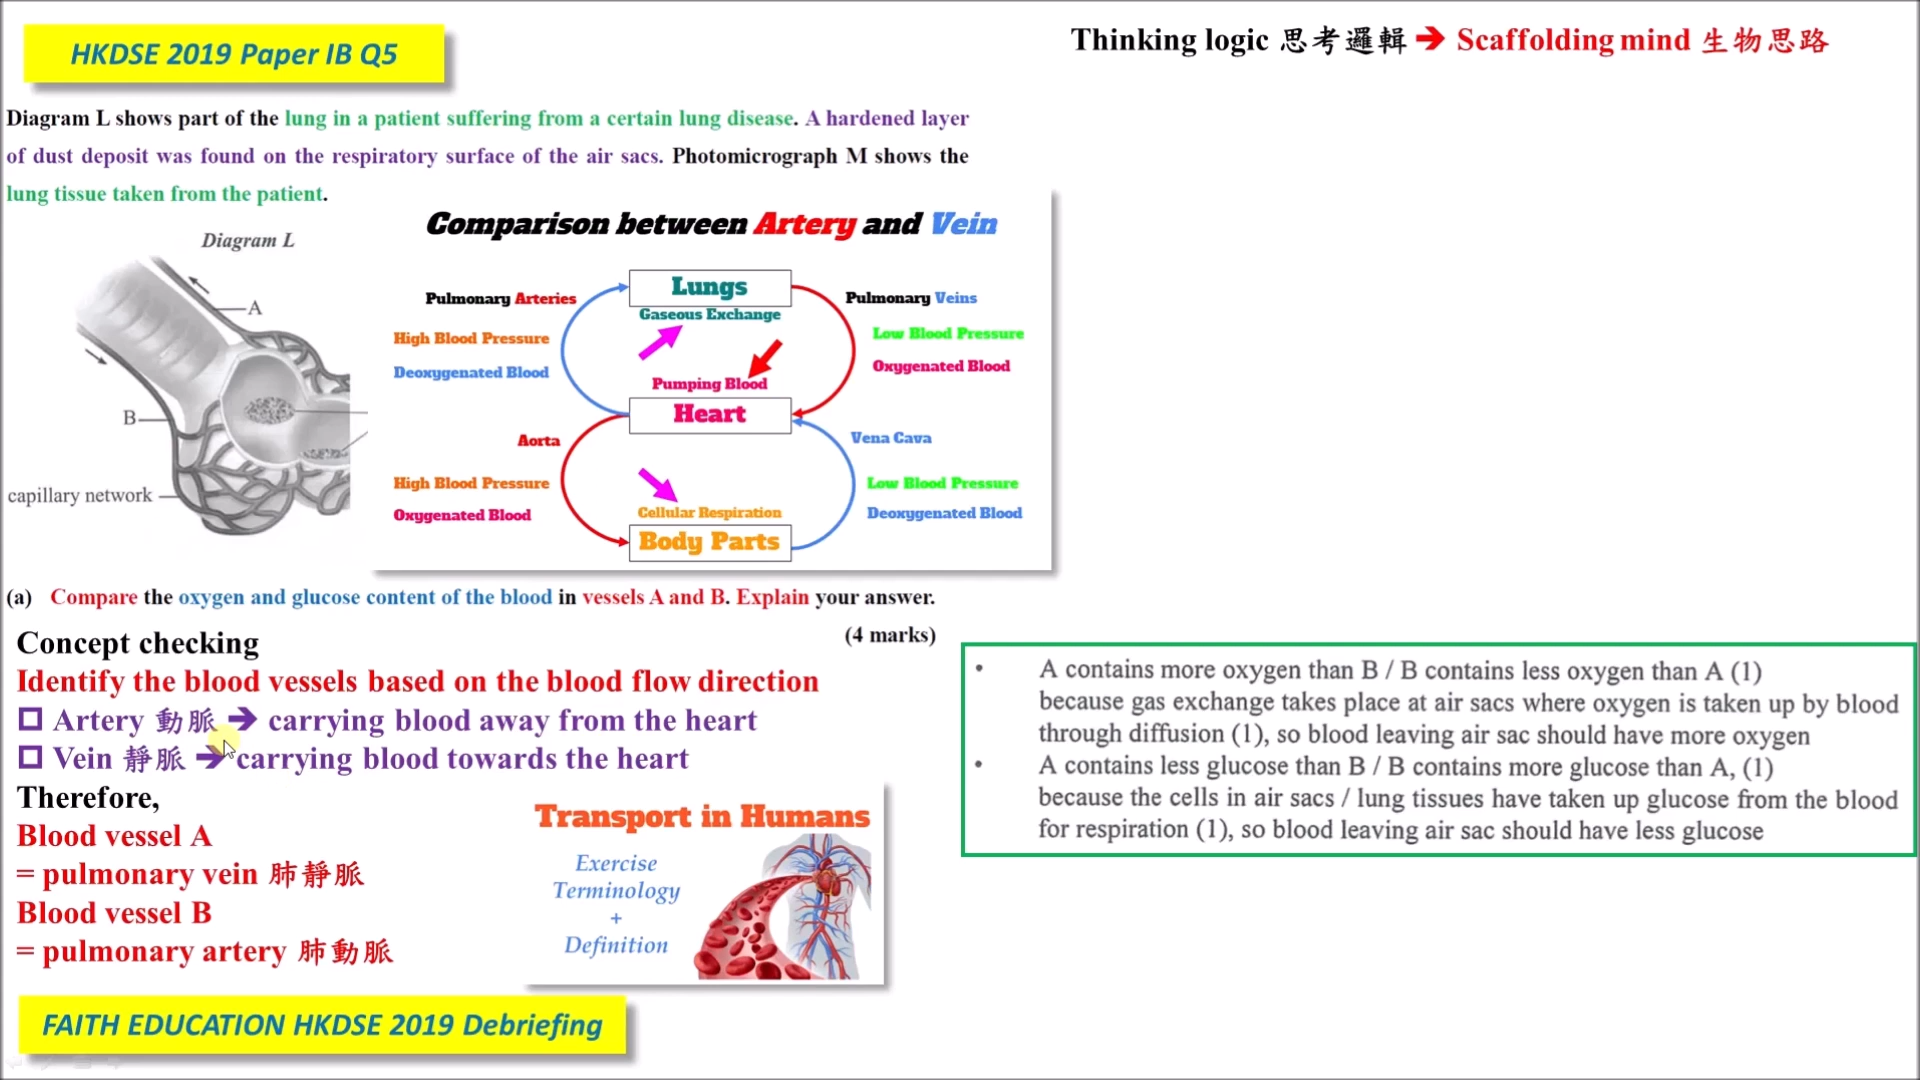 HKDSE 2019 Paper IB Q5
Thinking logic 思考邏輯 ➔ Scaffolding mind 生物思路
Diagram L shows part of the lung in a patient suffering from a certain lung disease. A hardened layer
of dust deposit was found on the respiratory surface of the air sacs. Photomicrograph M shows the
lung tissue taken from the patient.
Diagram L
A
B
capillary network
Comparison between Artery and Vein
Lungs
Gaseous Exchange
Pulmonary Arteries
High Blood Pressure
Deoxygenated Blood
Pulmonary Veins
Low Blood Pressure
Oxygenated Blood
Pumping Blood
Heart
Aorta
High Blood Pressure
Oxygenated Blood
Vena Cava
Low Blood Pressure
Deoxygenated Blood
Cellular Respiration
Body Parts
(a) Compare the oxygen and glucose content of the blood in vessels A and B. Explain your answer.
(4 marks)
Concept checking
Identify the blood vessels based on the blood flow direction
❑ Artery 動脈 ➔ carrying blood away from the heart
❑ Vein 靜脈 ➔ carrying blood towards the heart
Therefore,
Blood vessel A
= pulmonary vein 肺靜脈
Blood vessel B
= pulmonary artery 肺動脈
Transport in Humans
Exercise
Terminology
+
Definition
• A contains more oxygen than B / B contains less oxygen than A (1)
because gas exchange takes place at air sacs where oxygen is taken up by blood
through diffusion (1), so blood leaving air sac should have more oxygen
• A contains less glucose than B / B contains more glucose than A, (1)
because the cells in air sacs / lung tissues have taken up glucose from the blood
for respiration (1), so blood leaving air sac should have less glucose
FAITH EDUCATION HKDSE 2019 Debriefing